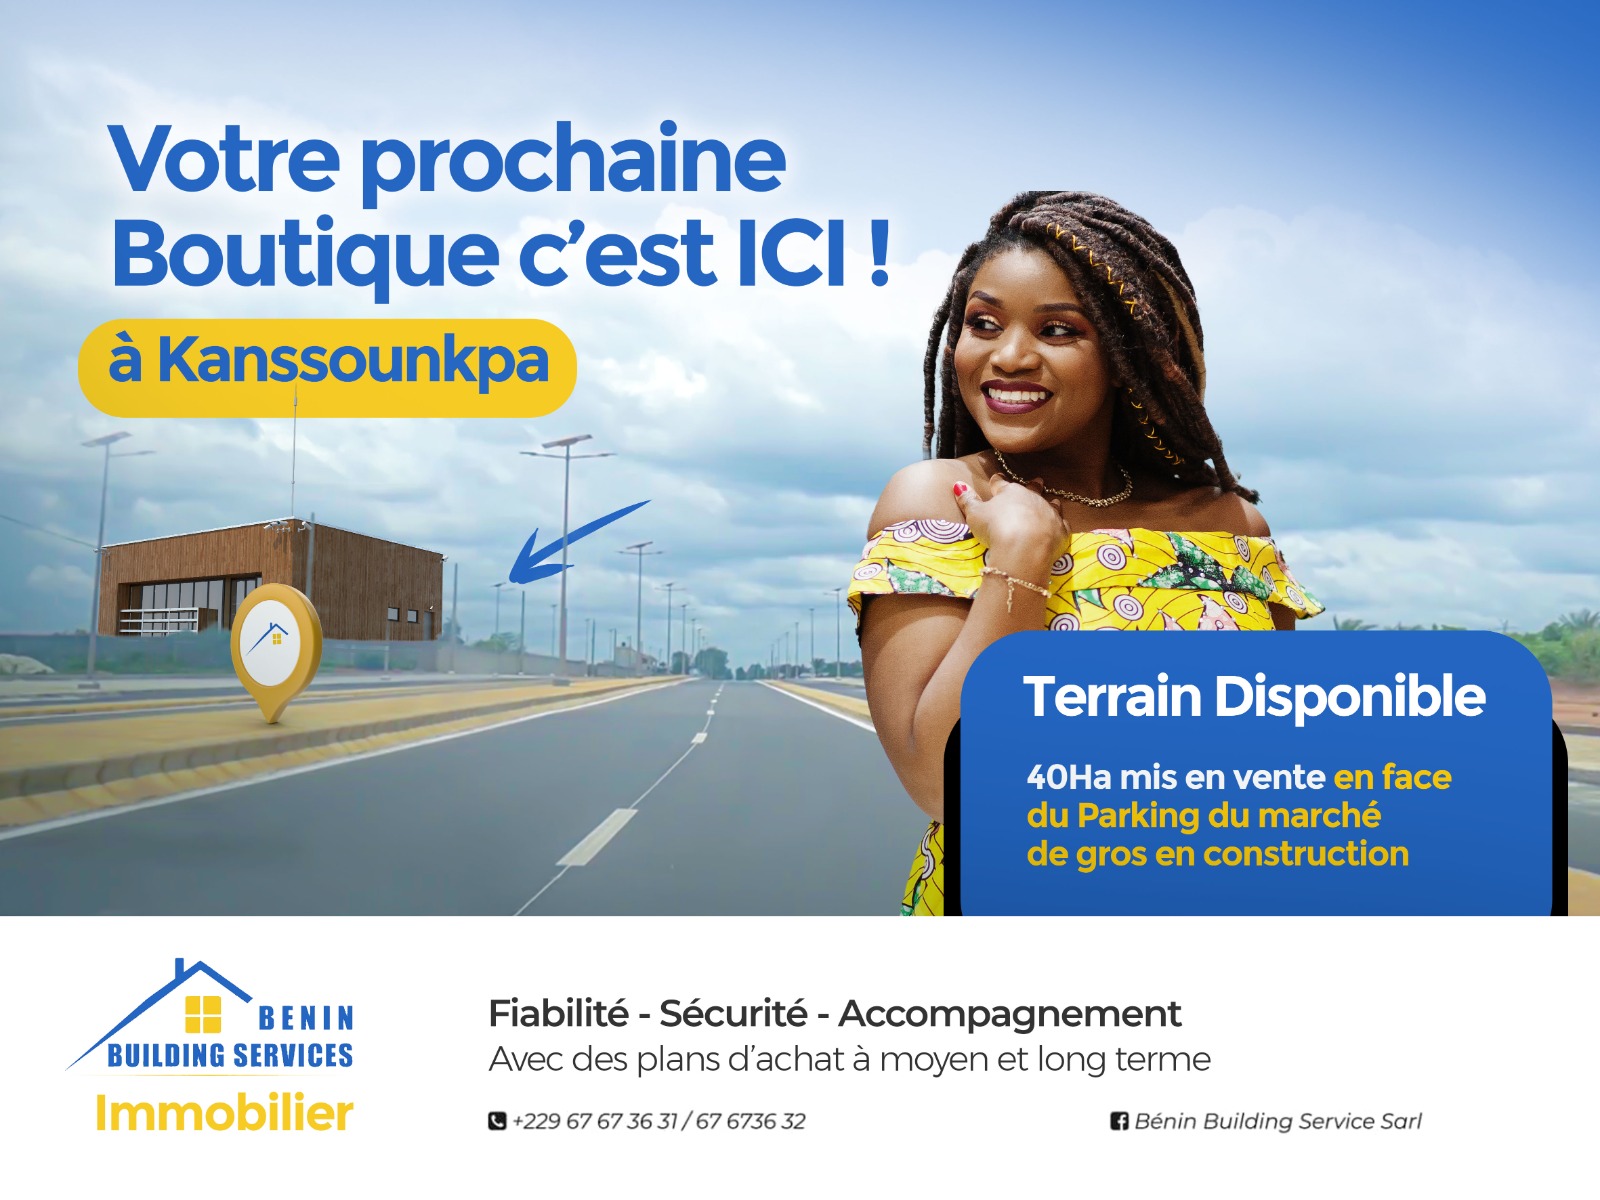 Votre prochaine
Boutique c’est ICI !
à Kanssounkpa
Terrain Disponible
40Ha mis en vente en face
du Parking du marché
de gros en construction
BENIN
BUILDING SERVICES
Immobilier
Fiabilité - Sécurité - Accompagnement
Avec des plans d’achat à moyen et long terme
+229 67 67 36 31 / 67 6736 32
Bénin Building Service Sarl